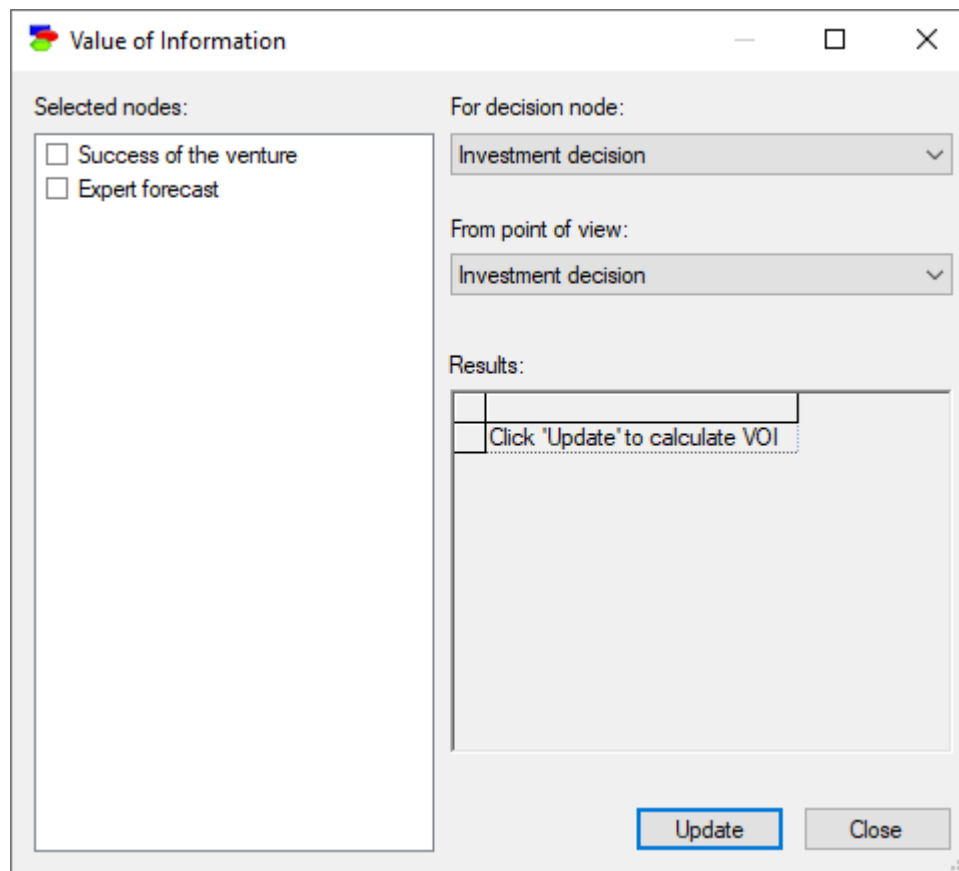 Value of Information
Selected nodes:
Success of the venture
Expert forecast
For decision node:
Investment decision
From point of view:
Investment decision
Results:
Click 'Update' to calculate VOI
Update
Close